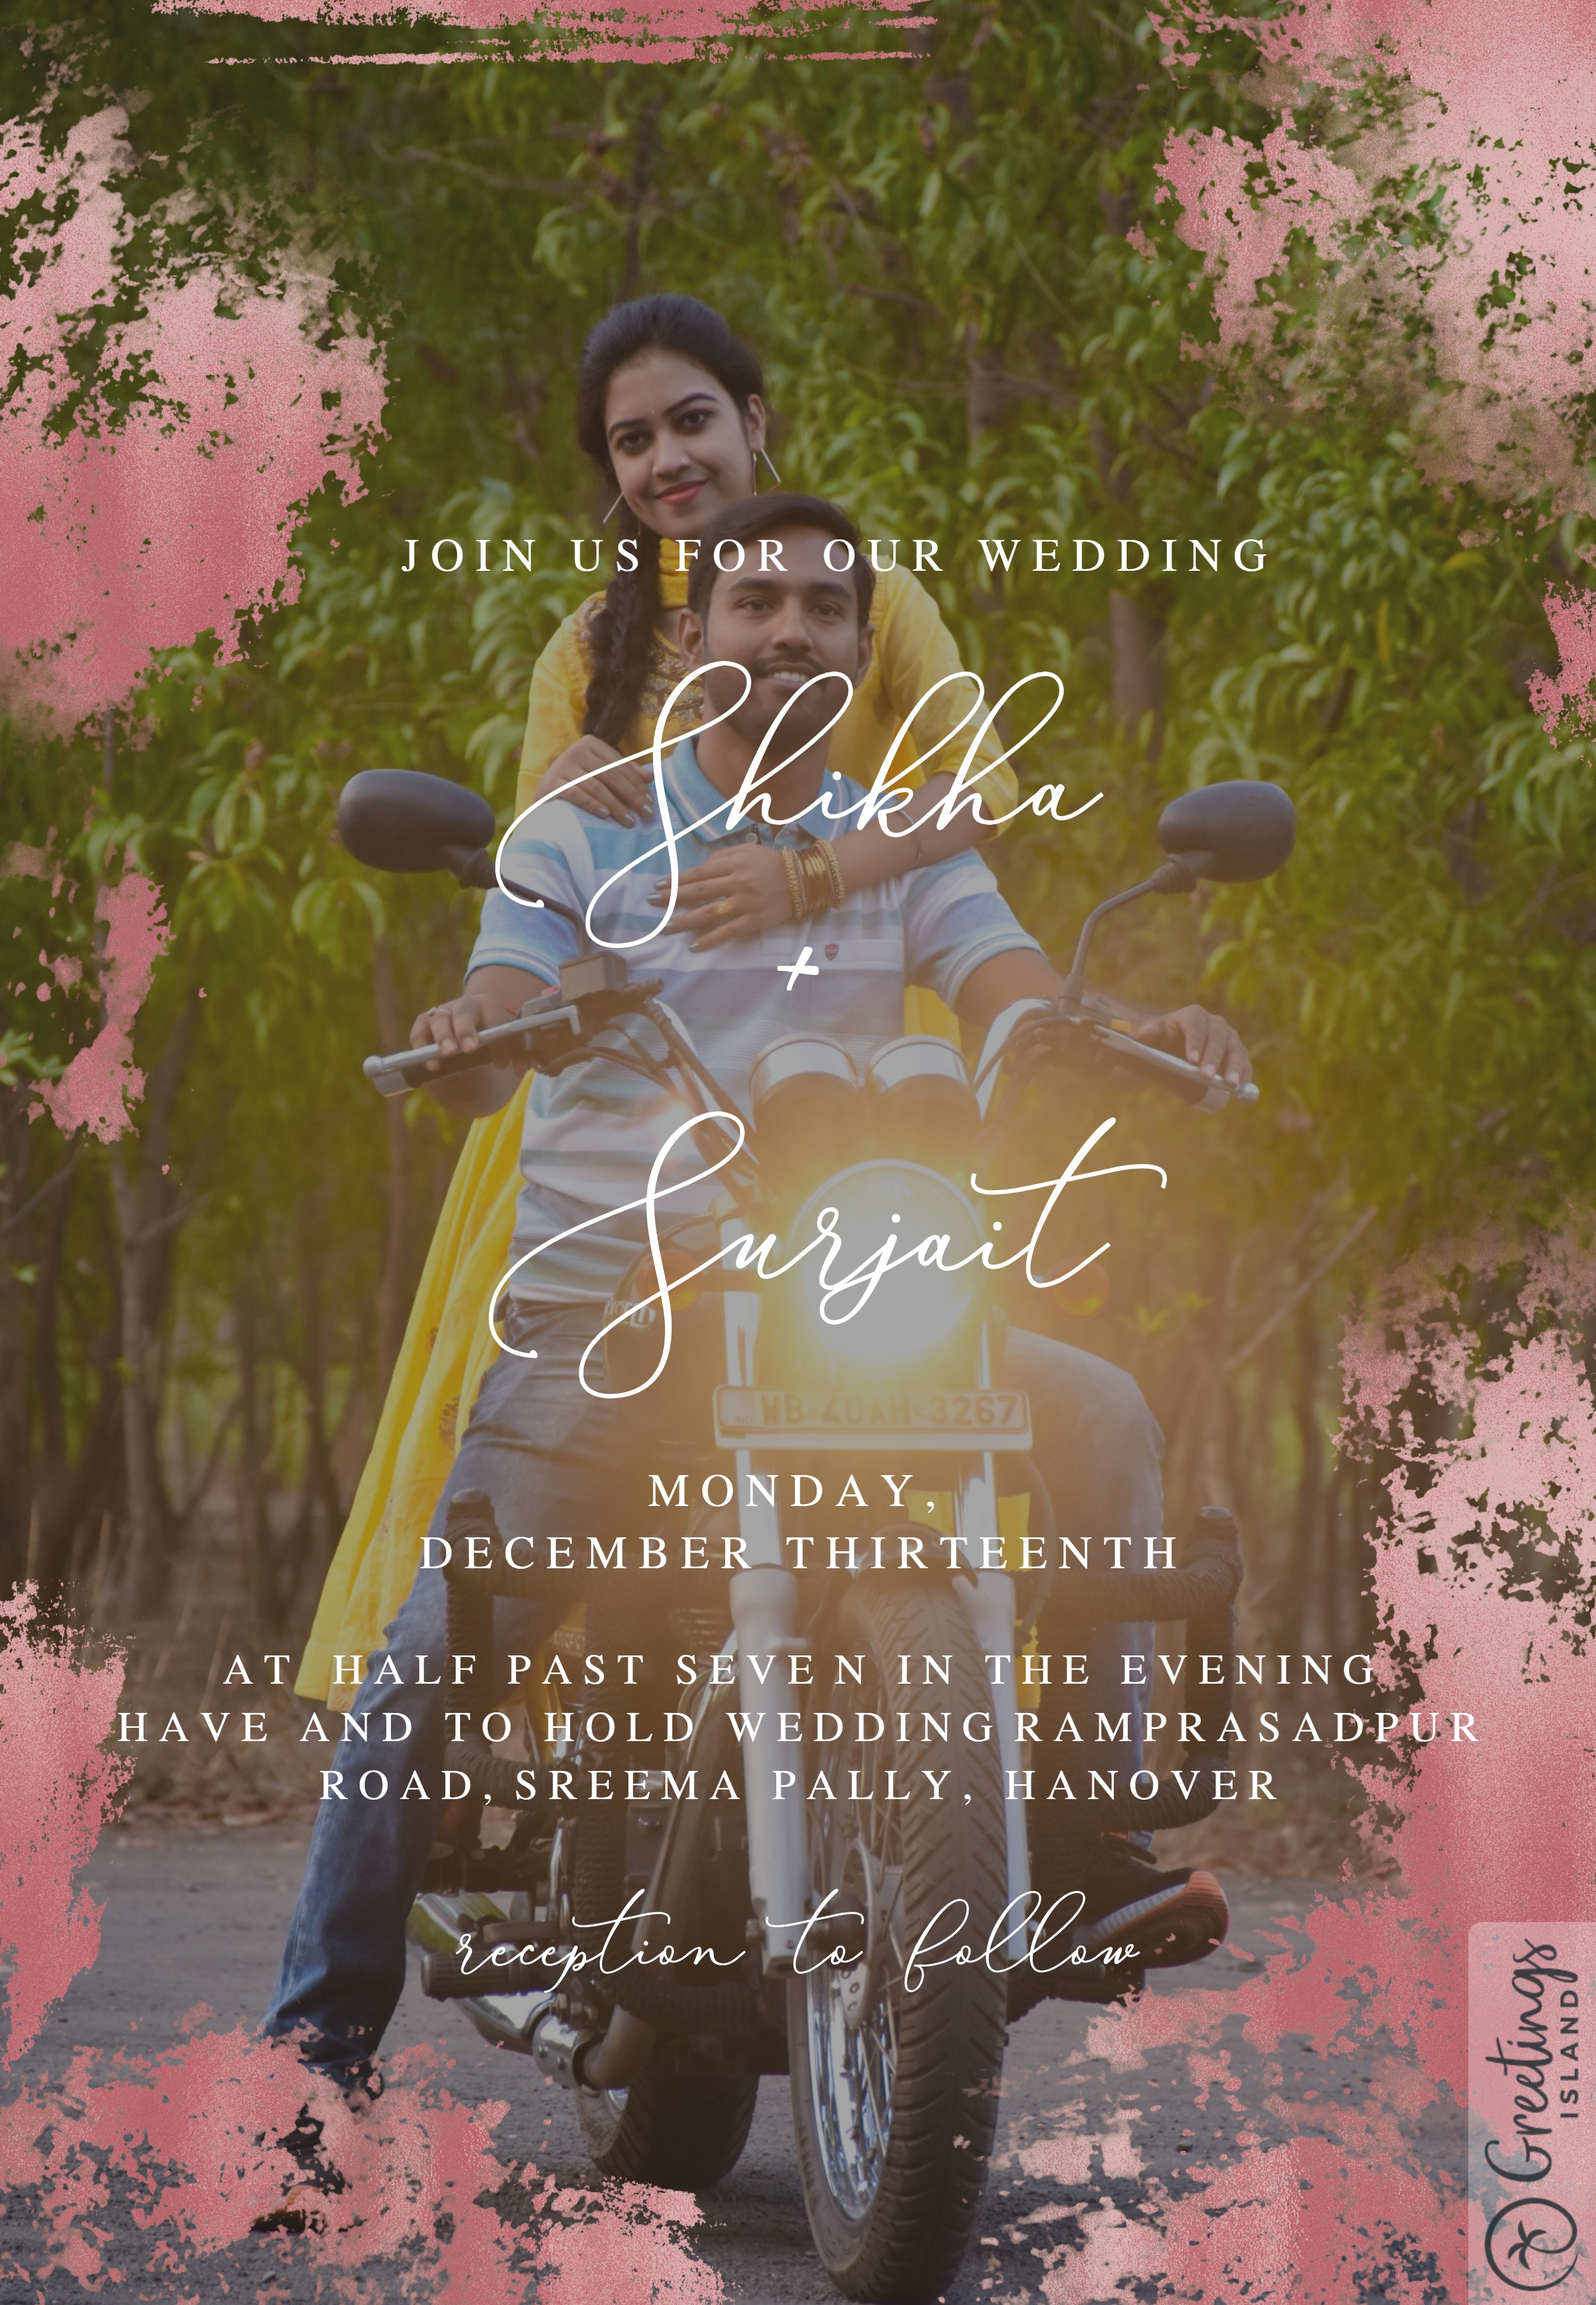 JOIN US FOR OUR WEDDING
Shikha
+
Surjait
WB 40AH 3267
MONDAY,
DECEMBER THIRTEENTH
AT HALF PAST SEVEN IN THE EVENING
HAVE AND TO HOLD WEDDING RAMPRASADPUR
ROAD, SREEMA PALLY, HANOVER
reception to follow
Greetings
ISLAND